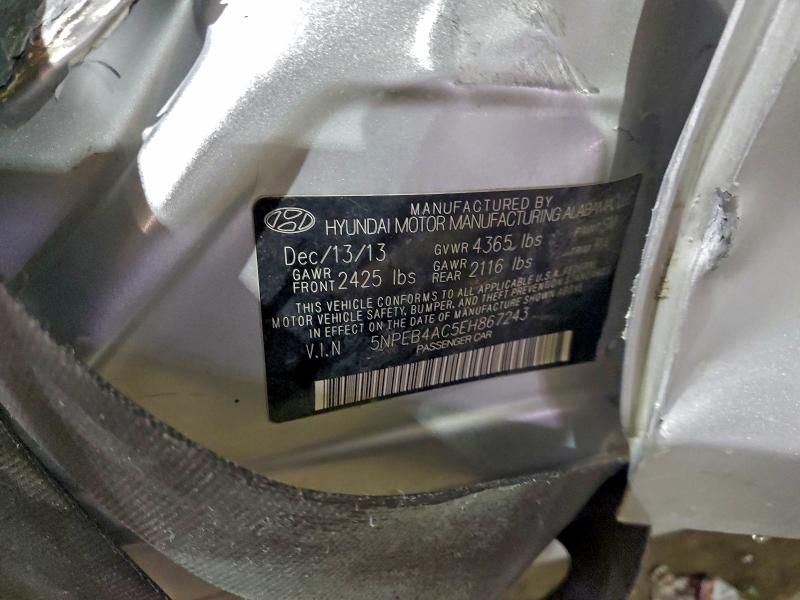 MANUFACTURED BY
HYUNDAI MOTOR MANUFACTURING ALABAMA,
Dec/13/13 GVWR 4365 lbs
GAWR FRONT 2425 lbs GAWR REAR 2116 lbs
THIS VEHICLE CONFORMS TO ALL APPLICABLE U.S.A. FEDERAL
MOTOR VEHICLE SAFETY, BUMPER, AND THEFT PREVENTION
IN EFFECT ON THE DATE OF MANUFACTURE SHOWN ABOVE.
V.I.N 5NPEB4AC5EH867243
PASSENGER CAR